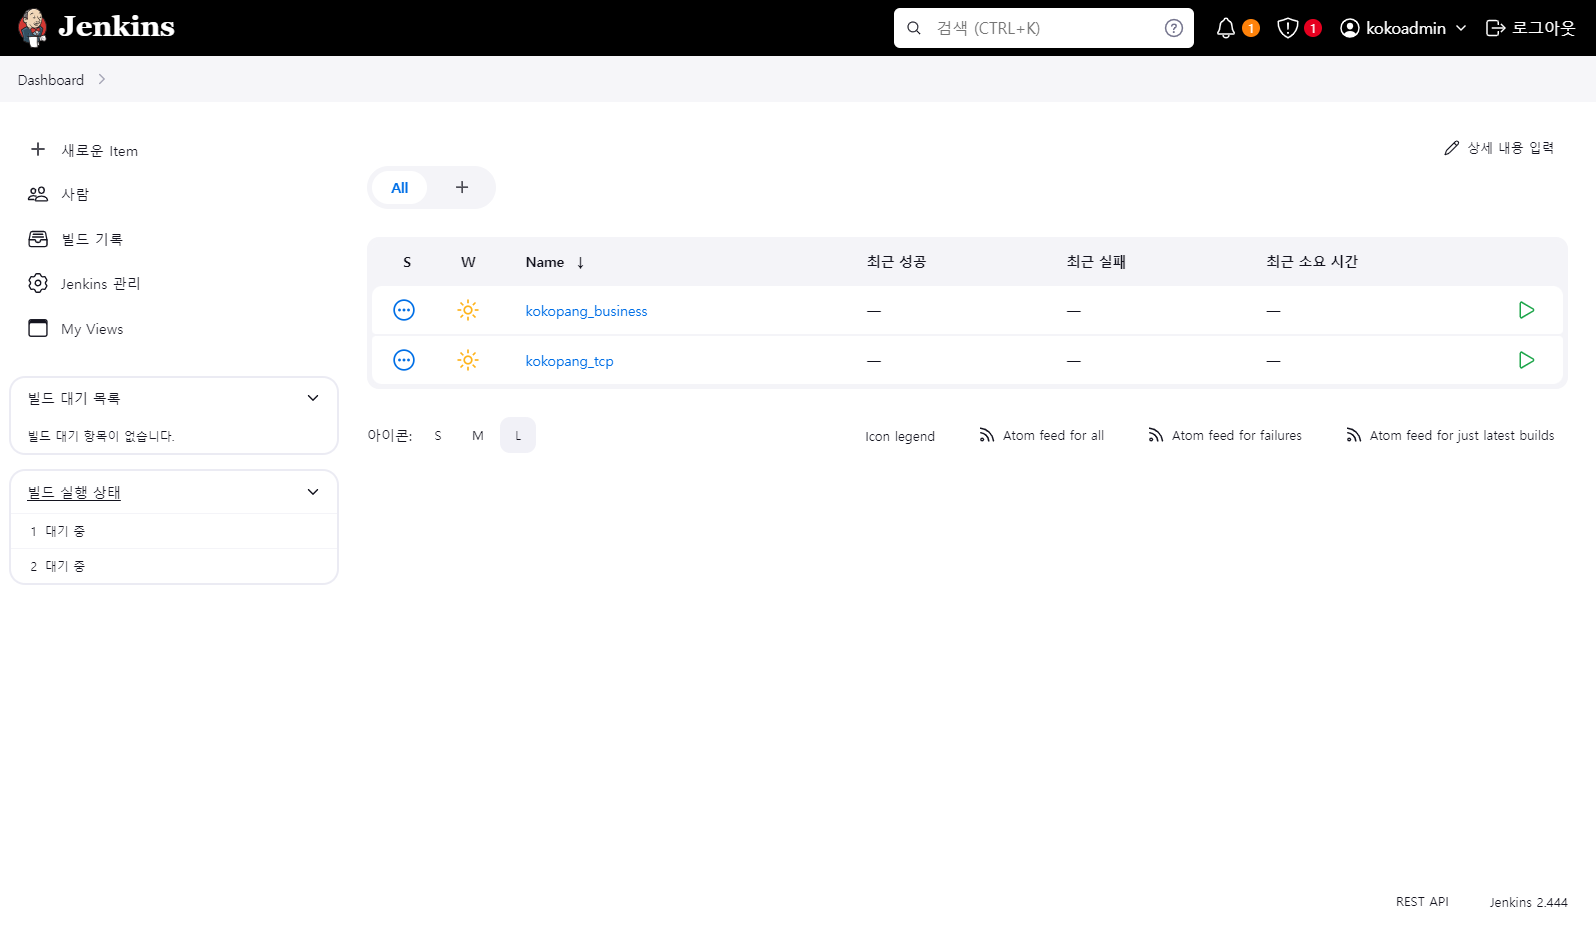 Jenkins
검색 (CTRL+K)
1
1
kokoadmin
로그아웃
Dashboard
새로운 Item
사람
빌드 기록
Jenkins 관리
My Views
빌드 대기 목록
빌드 대기 항목이 없습니다.
빌드 실행 상태
1 대기 중
2 대기 중
상세 내용 입력
All +
S W Name ↓ 최근 성공 최근 실패 최근 소요 시간
kokopang_business — — —
kokopang_tcp — — —
아이콘: S M L
Icon legend Atom feed for all Atom feed for failures Atom feed for just latest builds
REST API Jenkins 2.444